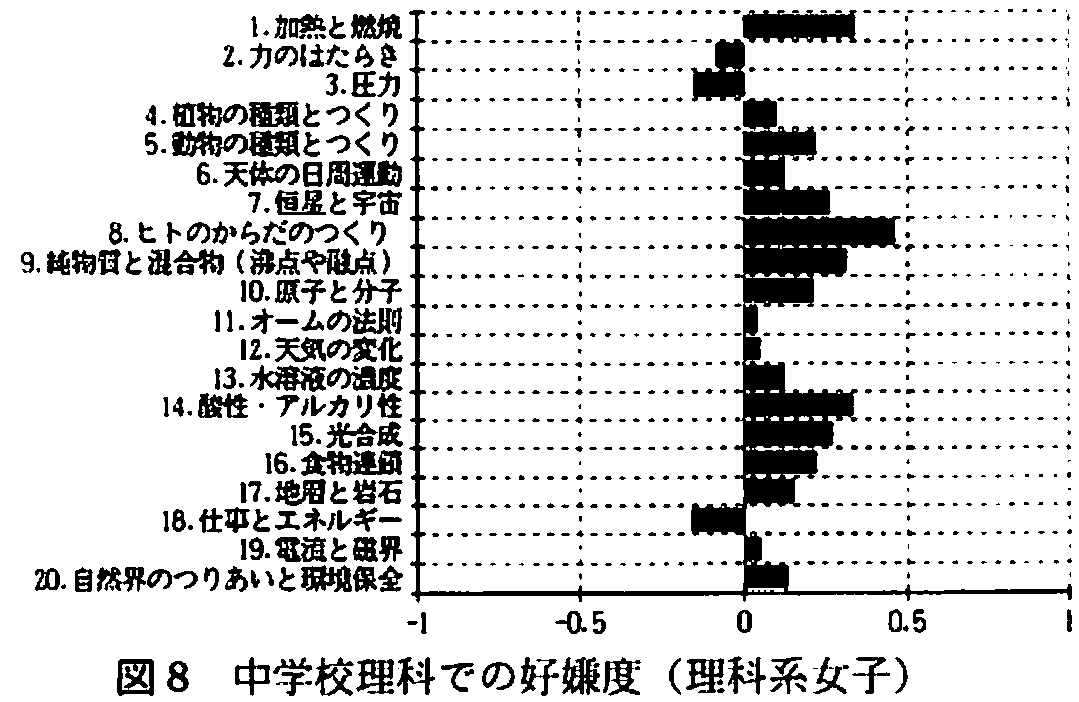 1.加熱と燃焼
2.力のはたらき
3.圧力
4.植物の種類とつくり
5.動物の種類とつくり
6.天体の日周運動
7.恒星と宇宙
8.ヒトのからだのつくり
9.純物質と混合物(沸点や融点)
10.原子と分子
11.オームの法則
12.天気の変化
13.水溶液の濃度
14.酸性・アルカリ性
15.光合成
16.食物連鎖
17.地層と岩石
18.仕事とエネルギー
19.電流と磁界
20.自然界のつりあいと環境保全
-1 -0.5 0 0.5 1
図8 中学校理科での好嫌度(理科系女子)